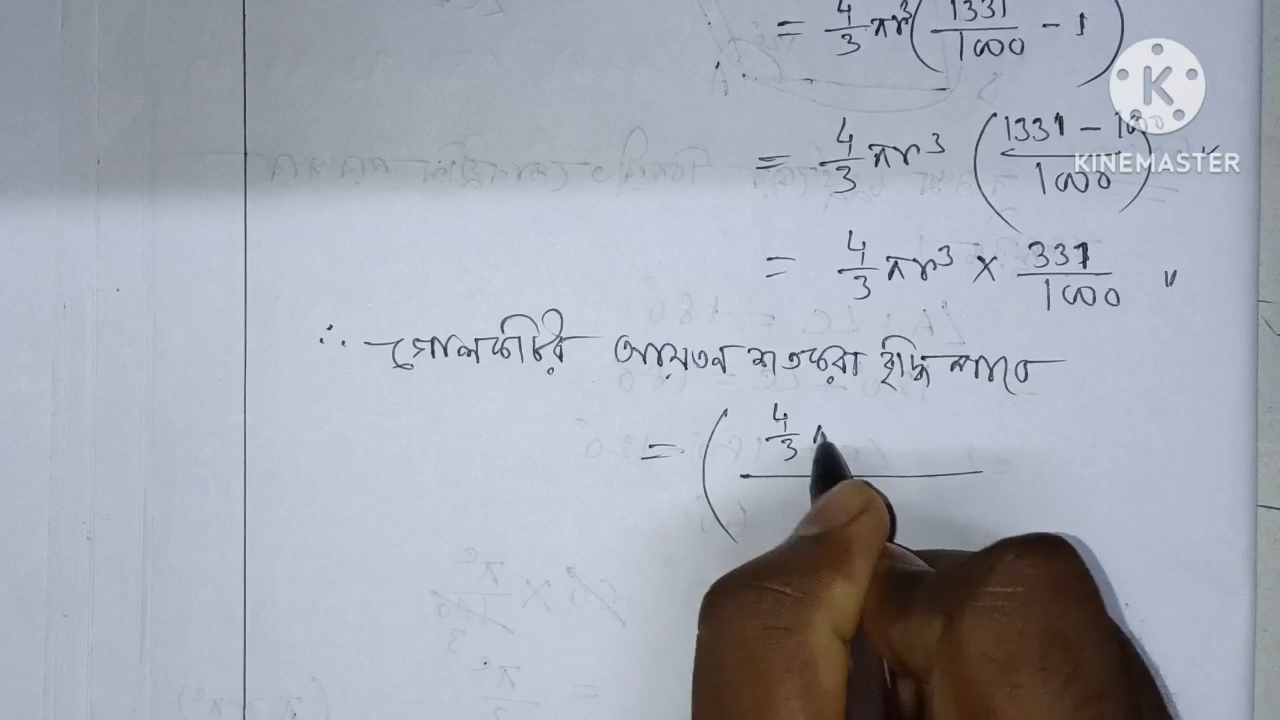 = 4/3 πr³ (1331/1000 - 1)
= 4/3 πr³ (1331 - 1000/1000) "
KINEMASTER
= 4/3 πr³ × 331/1000 "
∴ গোলকটির আয়তন শতকরা বৃদ্ধি পাবে
= ( 4/3